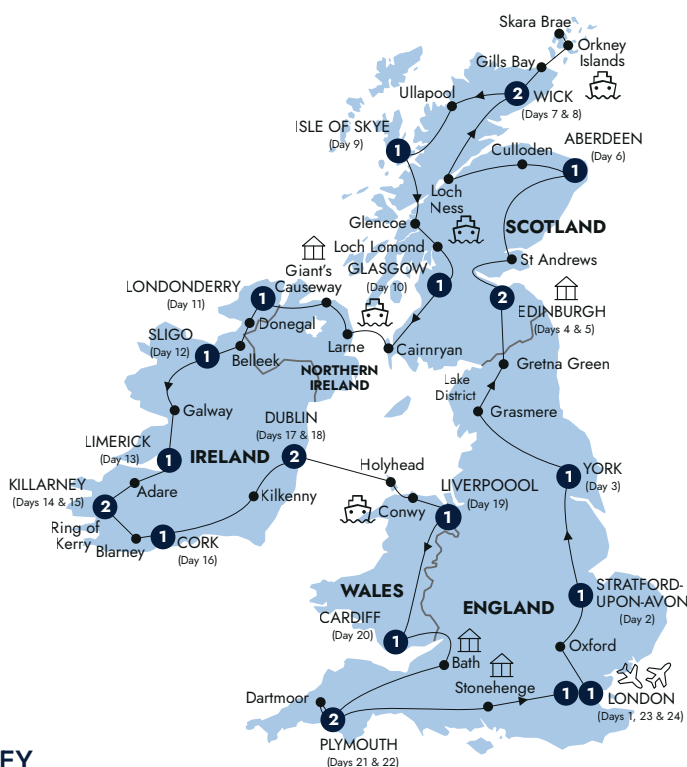 Skara Brae
Orkney
Islands
Gills Bay
Ullapool
2
WICK
(Days 7 & 8)
ISLE OF SKYE
(Day 9)
1
ABERDEEN
(Day 6)
1
Culloden
Loch
Ness
Glencoe
SCOTLAND
Loch Lomond
St Andrews
GLASGOW
(Day 10)
1
Giant's
Causeway
LONDONDERRY
(Day 11)
1
2
EDINBURGH
(Days 4 & 5)
Donegal
SLIGO
(Day 12)
1
Belleek
Larne
Cairnryan
NORTHERN
IRELAND
Gretna Green
Lake
District
Grasmere
Galway
DUBLIN
(Days 17 & 18)
2
LIMERICK
(Day 13)
1
IRELAND
Holyhead
YORK
(Day 3)
1
KILLARNEY
(Days 14 & 15)
2
Adare
Kilkenny
Conwy
LIVERPOOOL
(Day 19)
1
Ring of
Kerry
Blarney
1
CORK
(Day 16)
WALES
ENGLAND
1
STRATFORD-
UPON-AVON
(Day 2)
CARDIFF
(Day 20)
1
Oxford
Bath
Stonehenge
1
1
LONDON
(Days 1, 23 & 24)
Dartmoor
2
PLYMOUTH
(Days 21 & 22)
EY